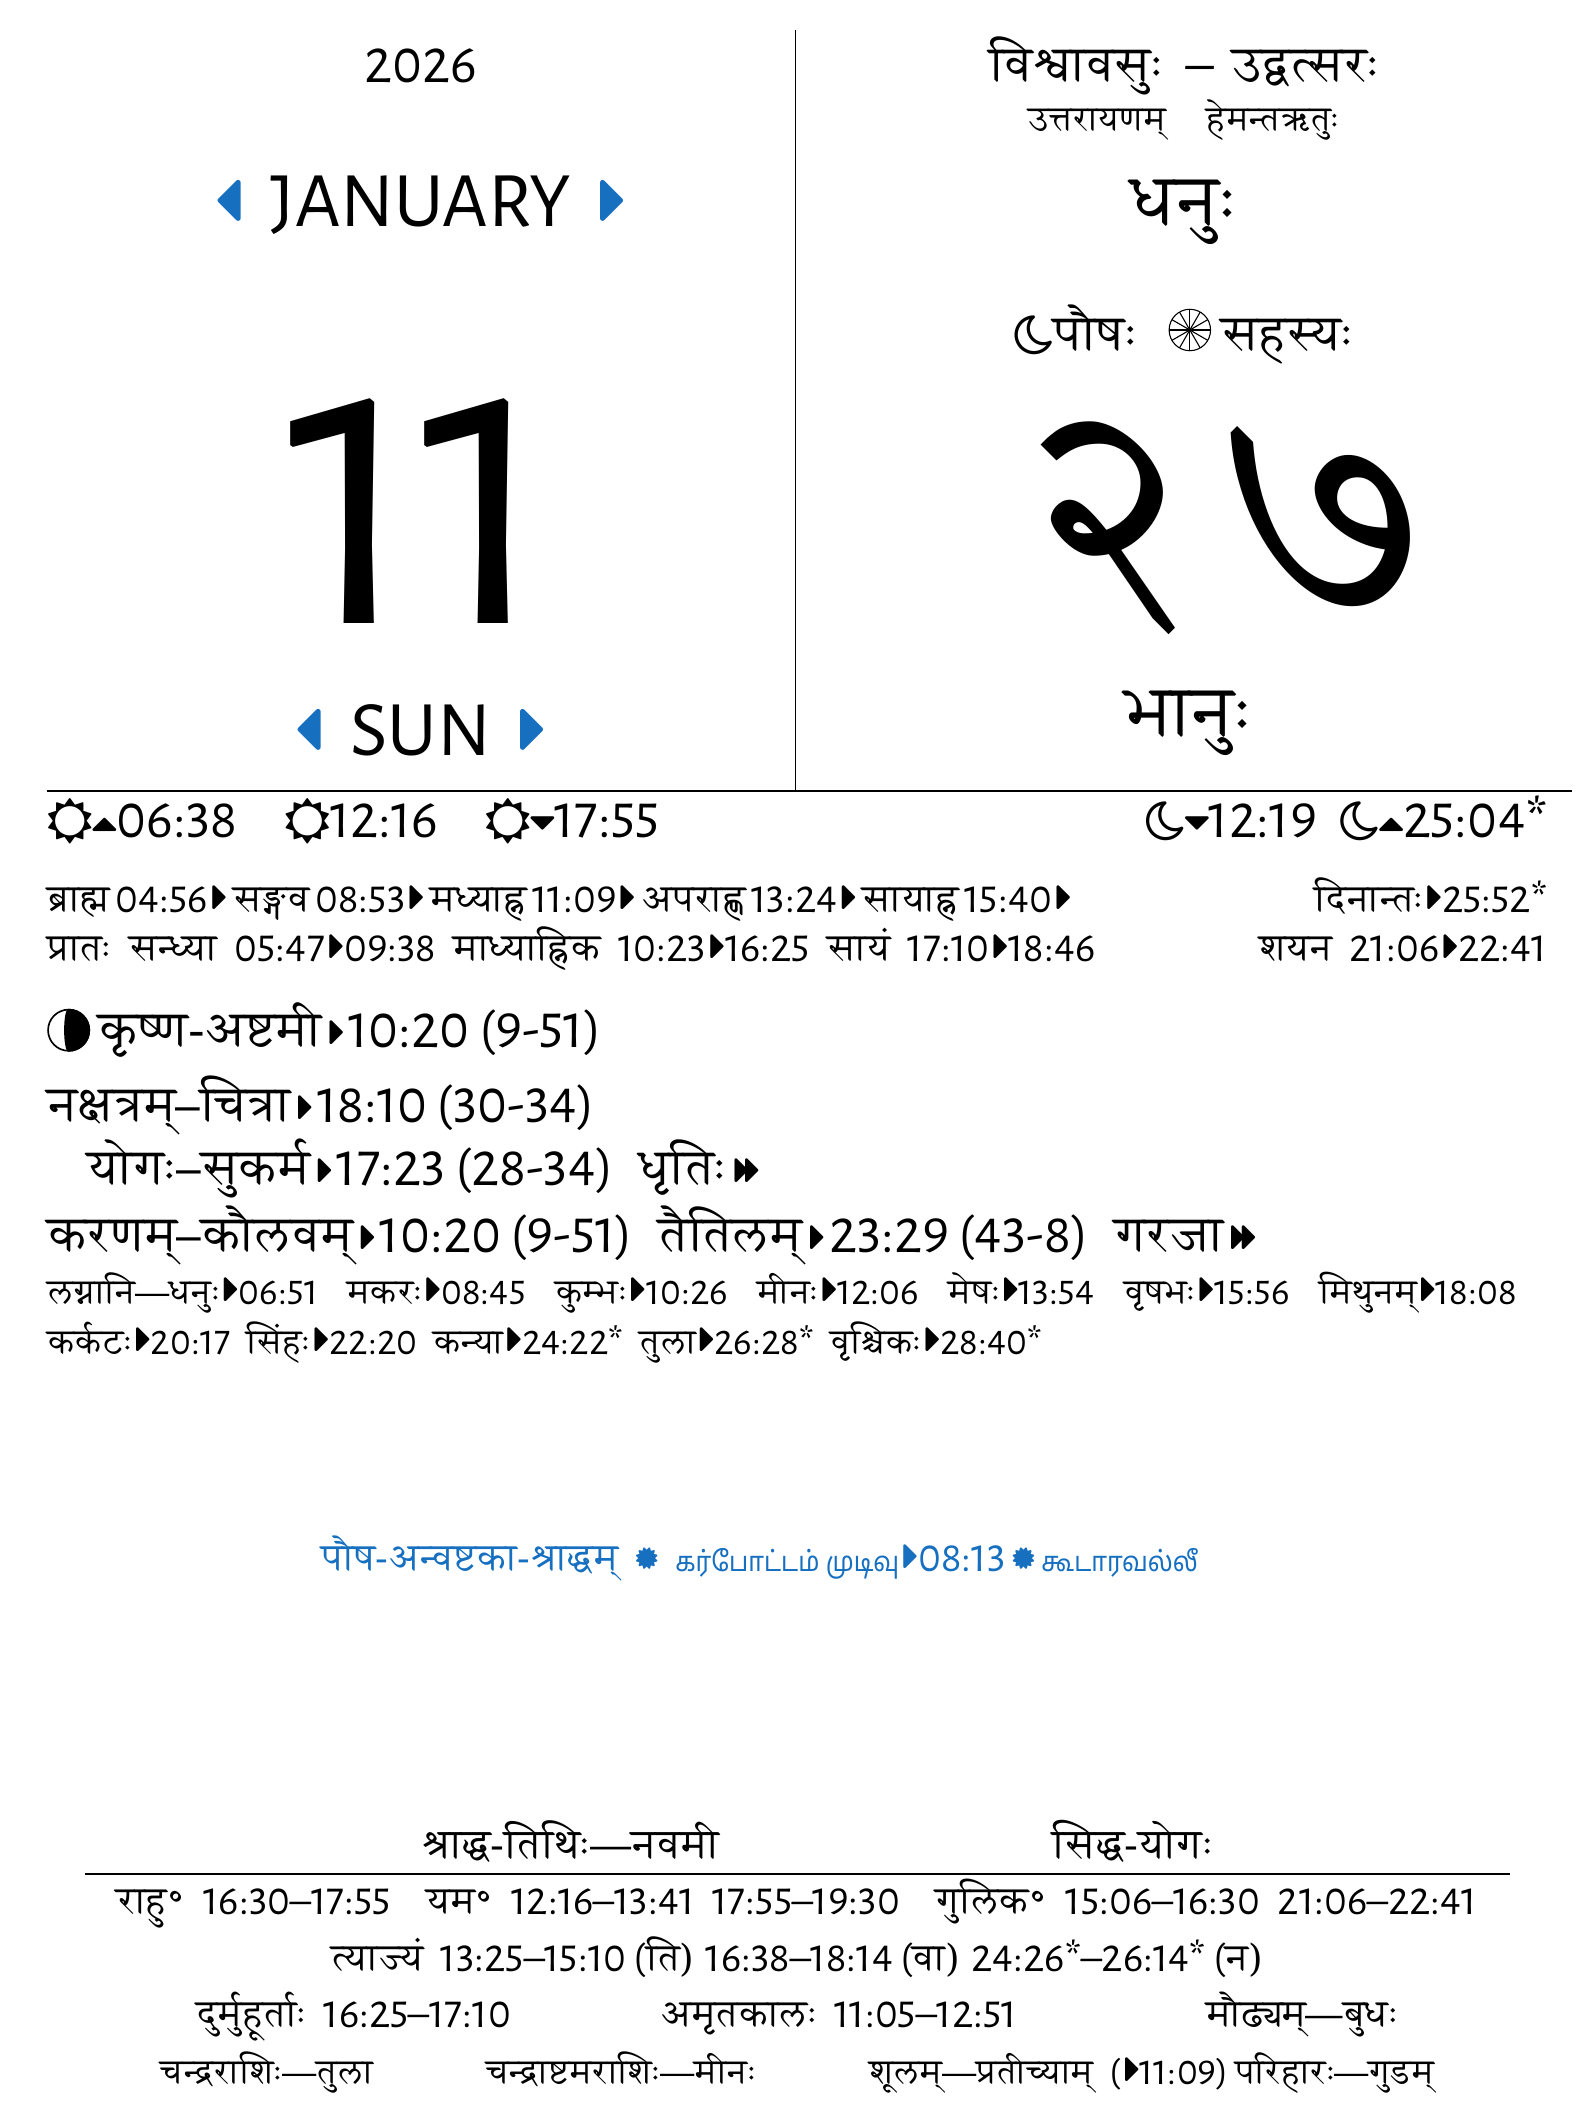 2026
JANUARY
11
SUN
विश्वावसुः – उद्वत्सरः
उत्तरायणम् हेमन्तऋतुः
धनुः
पौषः सहस्यः
२७
भानुः
06:38 12:16 17:55 12:19 25:04*
ब्राह्म 04:56 सङ्गव 08:53 मध्याह्न 11:09 अपराह्ण 13:24 सायाह्न 15:40 दिनान्तः 25:52*
प्रातः सन्ध्या 05:47 09:38 माध्याह्निक 10:23 16:25 सायं 17:10 18:46 शयन 21:06 22:41
कृष्ण-अष्टमी 10:20 (9-51)
नक्षत्रम्–चित्रा 18:10 (30-34)
योगः–सुकर्म 17:23 (28-34) धृतिः
करणम्–कौलवम् 10:20 (9-51) तैतिलम् 23:29 (43-8) गरजा
लग्नानि—धनुः 06:51 मकरः 08:45 कुम्भः 10:26 मीनः 12:06 मेषः 13:54 वृषभः 15:56 मिथुनम् 18:08
कर्कटः 20:17 सिंहः 22:20 कन्या 24:22* तुला 26:28* वृश्चिकः 28:40*
पौष-अन्वष्टका-श्राद्धम् கர்போட்டம் முடிவு 08:13 கூடாரவல்லீ
श्राद्ध-तिथिः—नवमी सिद्ध-योगः
राहु॰ 16:30–17:55 यम॰ 12:16–13:41 17:55–19:30 गुलिक॰ 15:06–16:30 21:06–22:41
त्याज्यं 13:25–15:10 (ति) 16:38–18:14 (वा) 24:26*–26:14* (न)
दुर्मुहूर्ताः 16:25–17:10 अमृतकालः 11:05–12:51 मौढ्यम्—बुधः
चन्द्रराशिः—तुला चन्द्राष्टमराशिः—मीनः शूलम्—प्रतीच्याम् (11:09) परिहारः—गुडम्